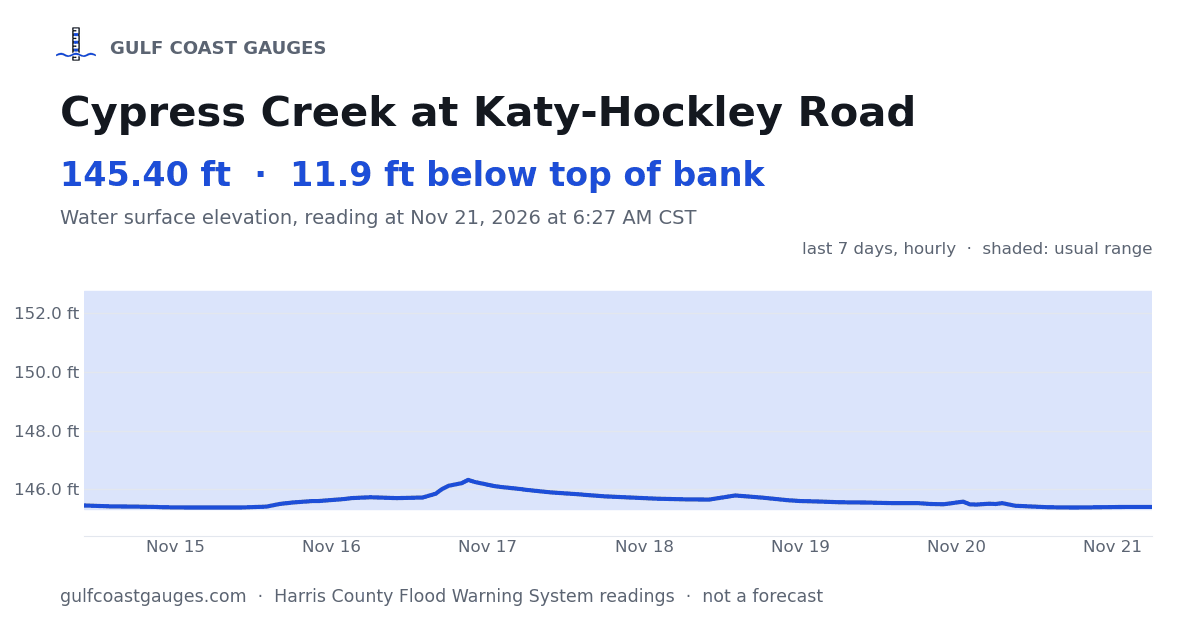 GULF COAST GAUGES
Cypress Creek at Katy-Hockley Road
145.40 ft · 11.9 ft below top of bank
Water surface elevation, reading at Nov 21, 2026 at 6:27 AM CST
last 7 days, hourly · shaded: usual range
152.0 ft
150.0 ft
148.0 ft
146.0 ft
Nov 15 Nov 16 Nov 17 Nov 18 Nov 19 Nov 20 Nov 21
gulfcoastgauges.com · Harris County Flood Warning System readings · not a forecast